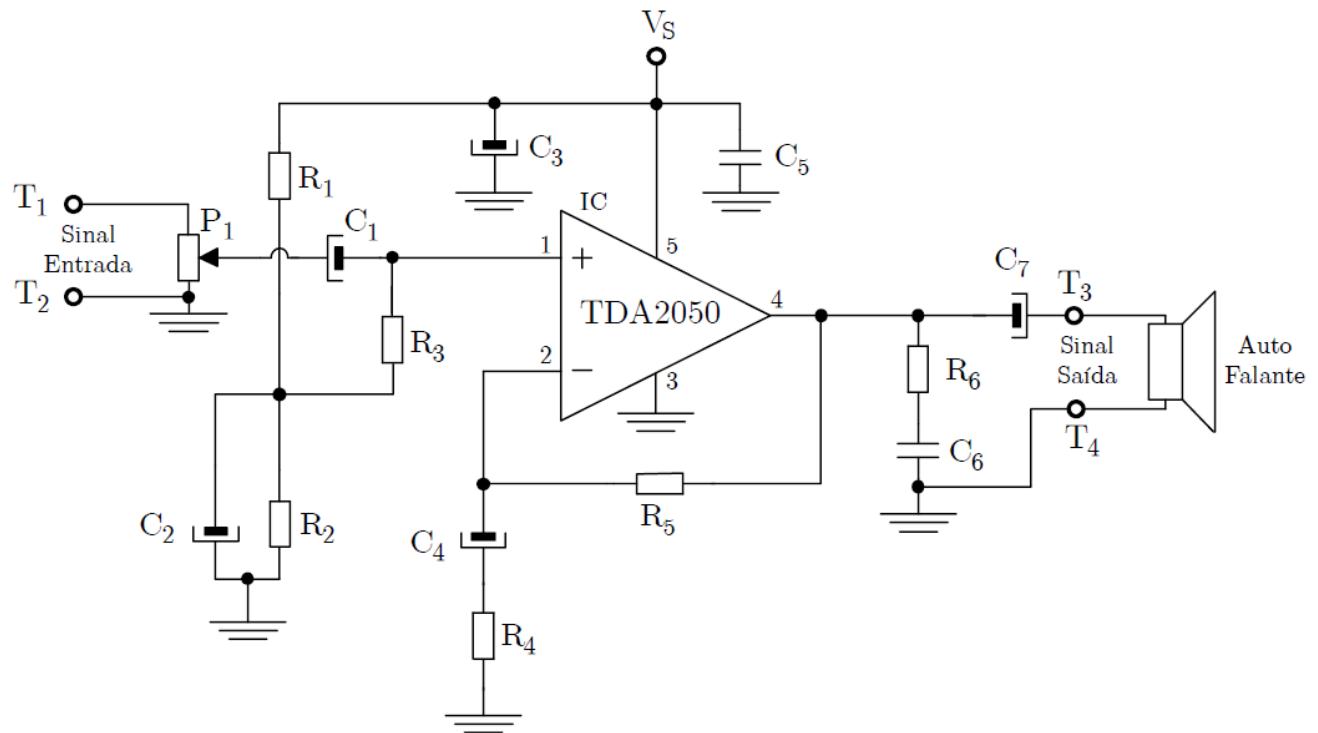 V_S
C_3
C_5
R_1
IC
T_1
P_1
C_1
Sinal
Entrada
T_2
1
+
5
TDA2050
4
C_7
T_3
R_3
2
−
3
R_6
Sinal
Saída
Auto
Falante
T_4
C_6
C_2
R_2
C_4
R_5
R_4